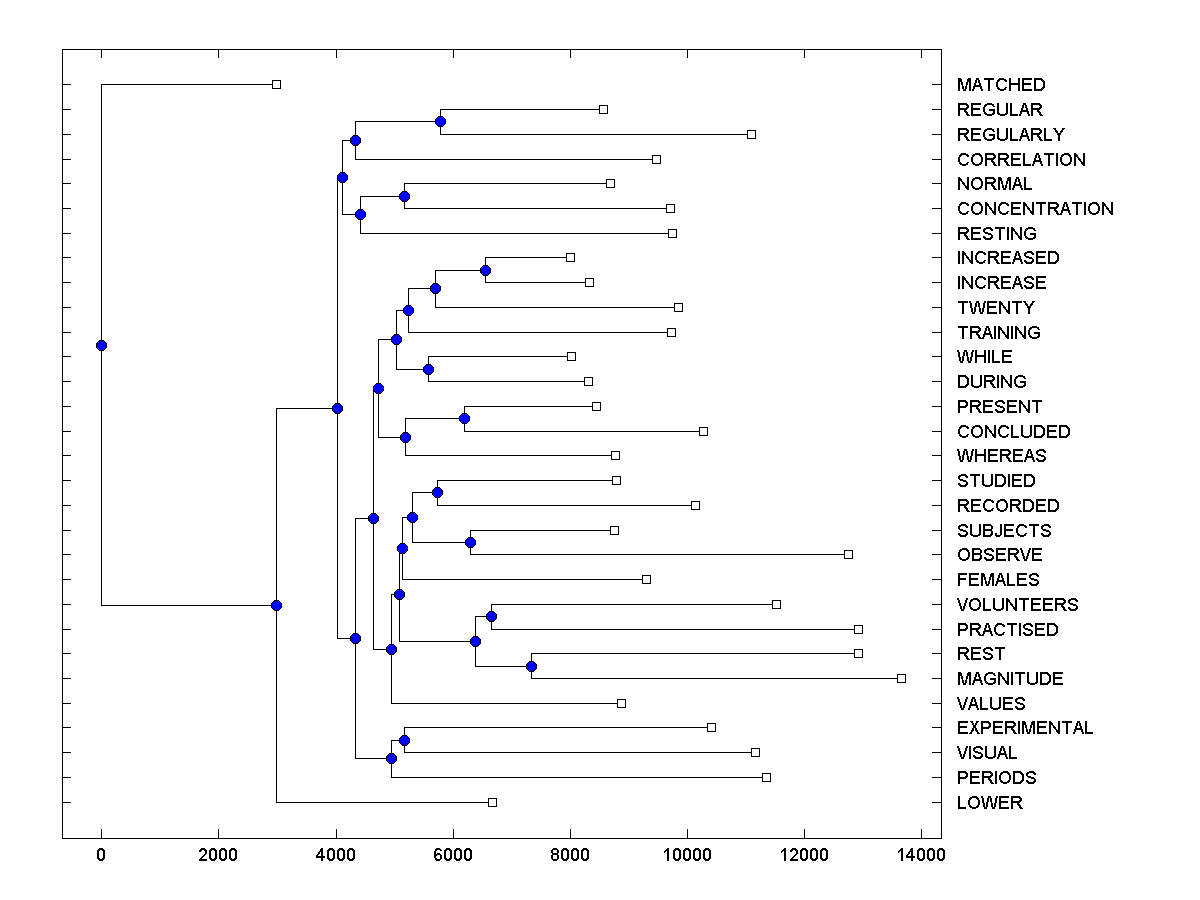 MATCHED
REGULAR
REGULARLY
CORRELATION
NORMAL
CONCENTRATION
RESTING
INCREASED
INCREASE
TWENTY
TRAINING
WHILE
DURING
PRESENT
CONCLUDED
WHEREAS
STUDIED
RECORDED
SUBJECTS
OBSERVE
FEMALES
VOLUNTEERS
PRACTISED
REST
MAGNITUDE
VALUES
EXPERIMENTAL
VISUAL
PERIODS
LOWER
0 2000 4000 6000 8000 10000 12000 14000